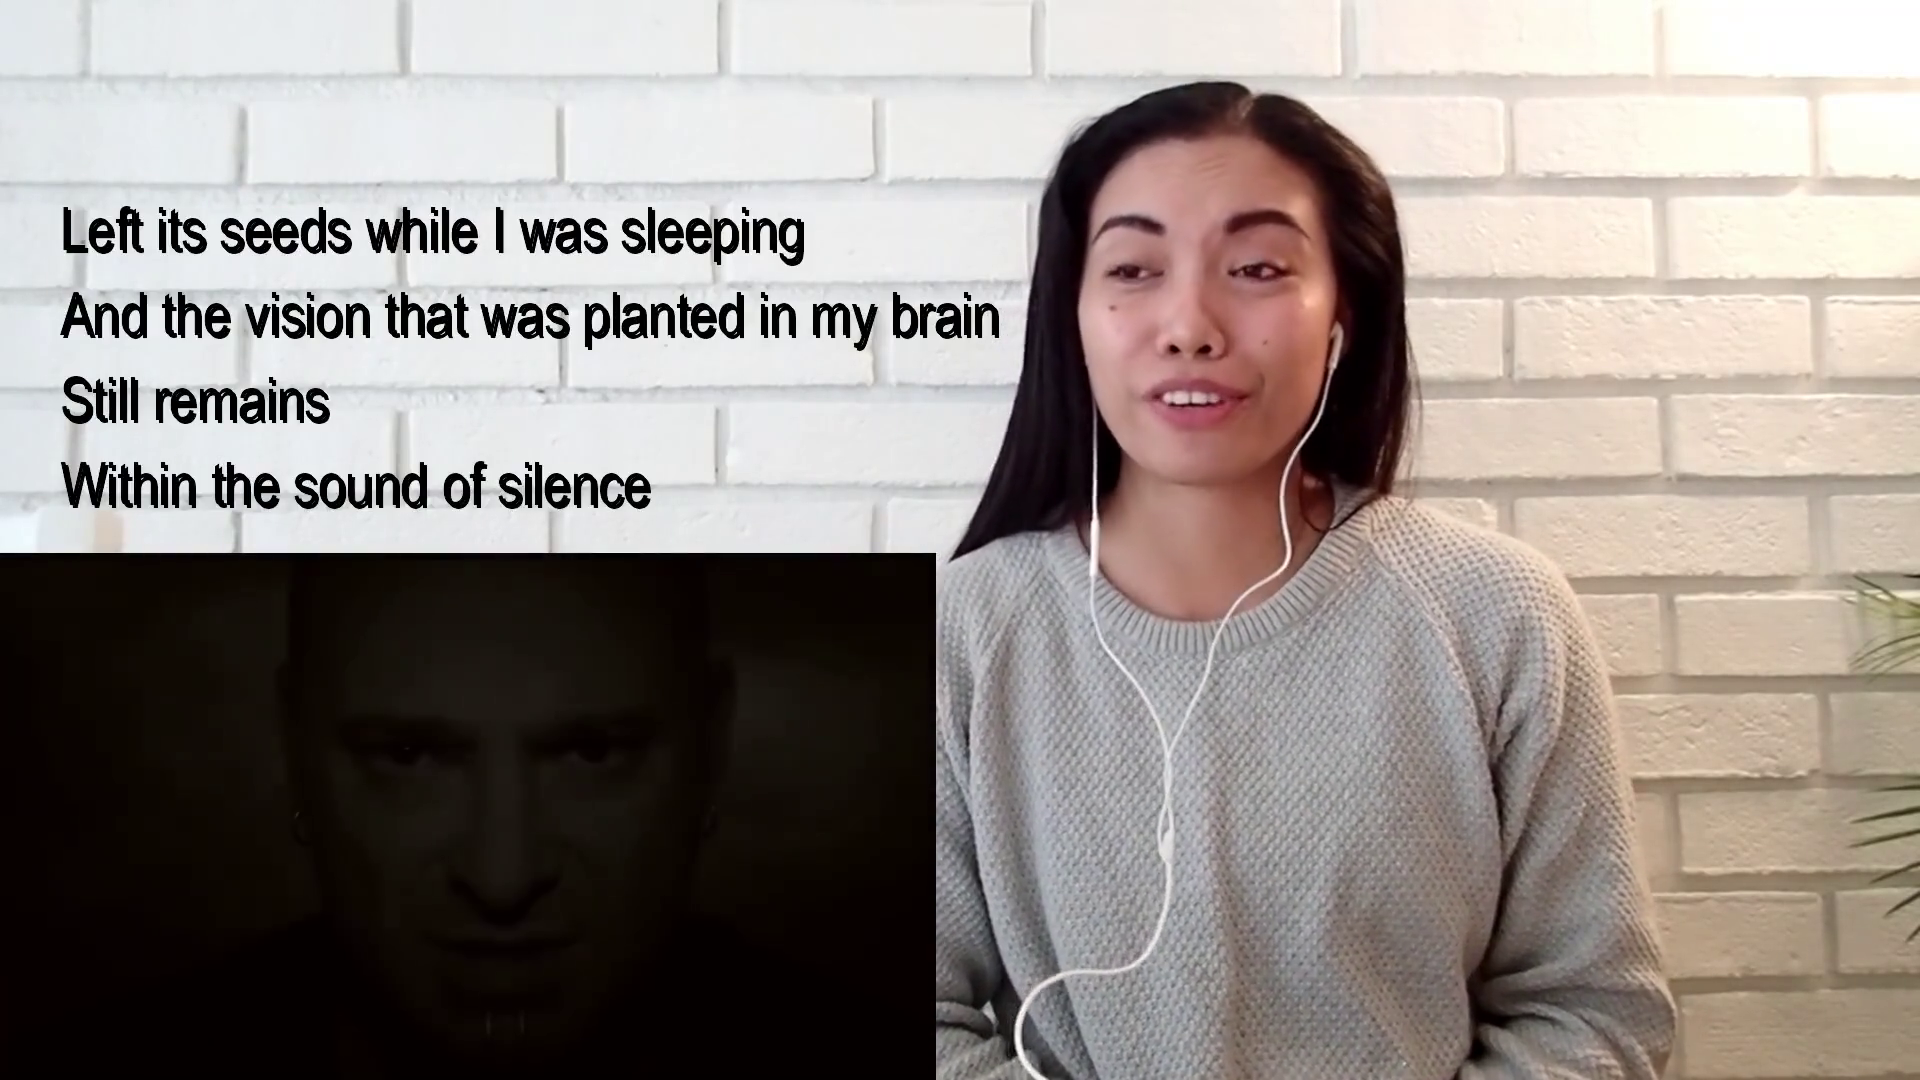 Left its seeds while I was sleeping
And the vision that was planted in my brain
Still remains
Within the sound of silence